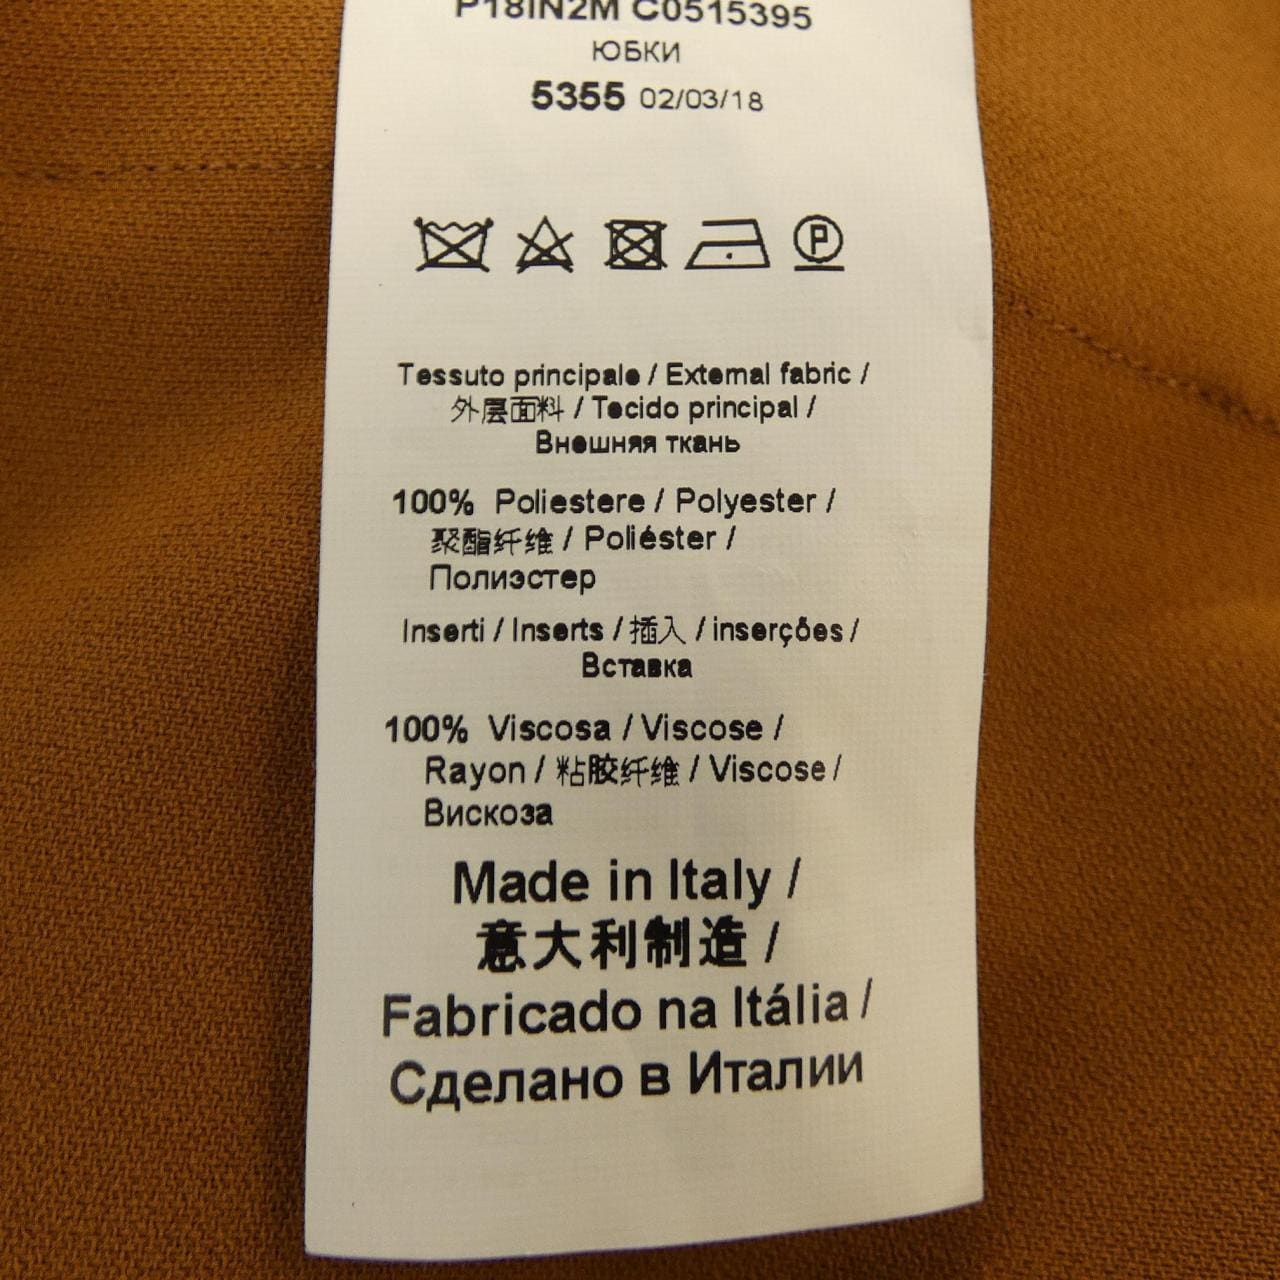 P18IN2M C0515395
ЮБКИ
5355 02/03/18
P
Tessuto principale / External fabric /
外层面料 / Tecido principal /
Внешняя ткань
100% Poliestere / Polyester /
聚酯纤维 / Poliéster /
Полиэстер
Inserti / Inserts / 插入 / inserções /
Вставка
100% Viscosa / Viscose /
Rayon / 粘胶纤维 / Viscose /
Вискоза
Made in Italy /
意大利制造 /
Fabricado na Itália /
Сделано в Италии